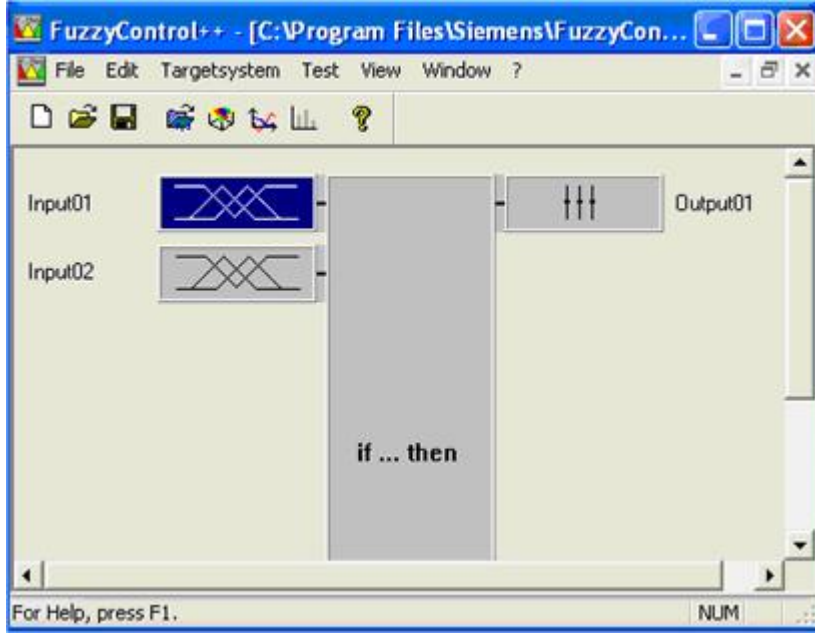 FuzzyControl++ - [C:\Program Files\Siemens\FuzzyCon...
File Edit Targetsystem Test View Window ?
Input01
Output01
Input02
if ... then
For Help, press F1.
NUM